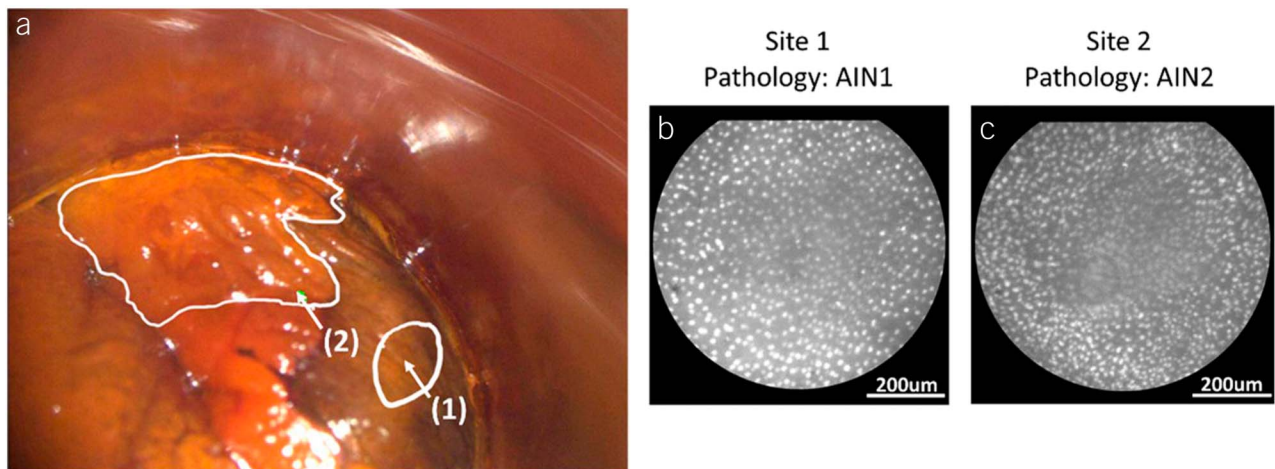 a
(2)
(1)
Site 1
Pathology: AIN1
b
200um
Site 2
Pathology: AIN2
c
200um